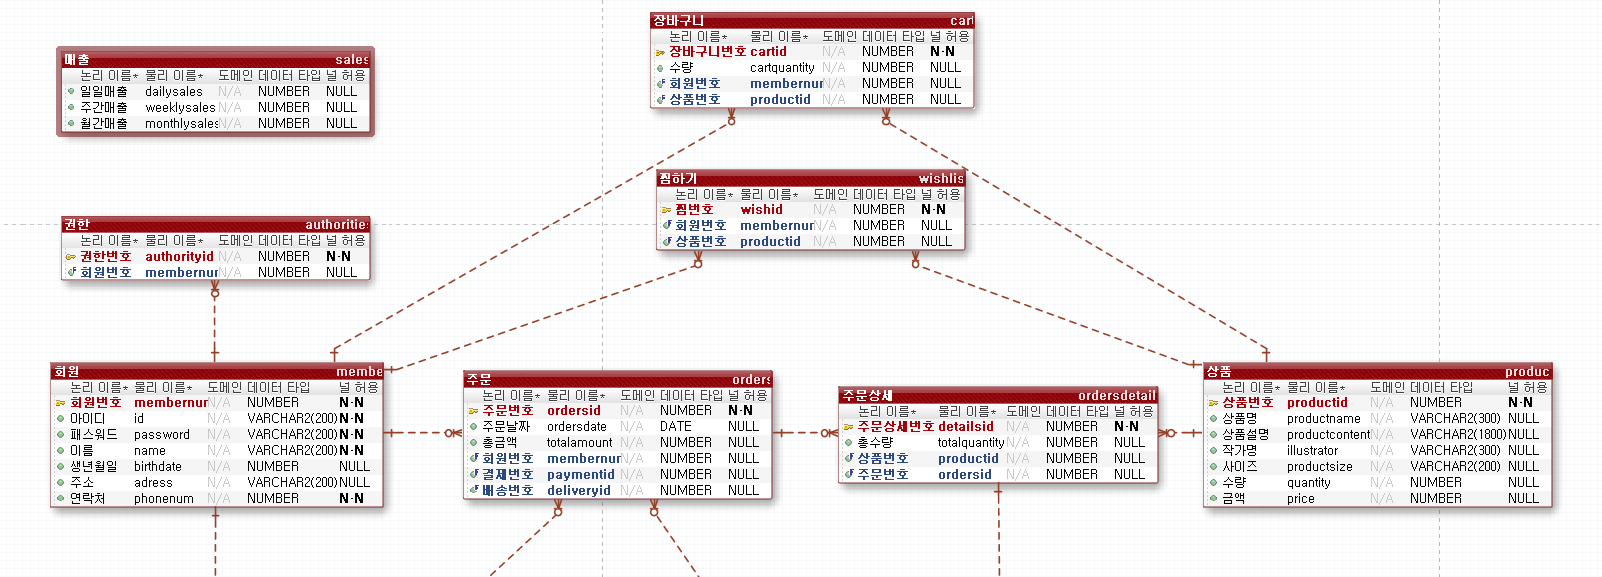 장바구니 cart
논리 이름* 물리 이름* 도메인 데이터 타입 널 허용
장바구니번호 cartid N/A NUMBER N-N
수량 cartquantity N/A NUMBER NULL
회원번호 membernur N/A NUMBER NULL
상품번호 productid N/A NUMBER NULL
매출 sales
논리 이름* 물리 이름* 도메인 데이터 타입 널 허용
일일매출 dailysales N/A NUMBER NULL
주간매출 weeklysales N/A NUMBER NULL
월간매출 monthlysales N/A NUMBER NULL
찜하기 wishlis
논리 이름* 물리 이름* 도메인 데이터 타입 널 허용
찜번호 wishid N/A NUMBER N-N
회원번호 membernur N/A NUMBER NULL
상품번호 productid N/A NUMBER NULL
권한 authoritie
논리 이름* 물리 이름* 도메인 데이터 타입 널 허용
권한번호 authorityid N/A NUMBER N-N
회원번호 membernur N/A NUMBER NULL
회원 membe
논리 이름* 물리 이름* 도메인 데이터 타입 널 허용
회원번호 membernur N/A NUMBER N-N
아이디 id N/A VARCHAR2(200) N-N
패스워드 password N/A VARCHAR2(200) N-N
이름 name N/A VARCHAR2(200) N-N
생년월일 birthdate N/A NUMBER NULL
주소 adress N/A VARCHAR2(200) NULL
연락처 phonenum N/A NUMBER N-N
주문 orders
논리 이름* 물리 이름* 도메인 데이터 타입 널 허용
주문번호 ordersid N/A NUMBER N-N
주문날짜 ordersdate N/A DATE NULL
총금액 totalamount N/A NUMBER NULL
회원번호 membernur N/A NUMBER NULL
결제번호 paymentid N/A NUMBER NULL
배송번호 deliveryid N/A NUMBER NULL
주문상세 ordersdetail
논리 이름* 물리 이름* 도메인 데이터 타입 널 허용
주문상세번호 detailsid N/A NUMBER N-N
총수량 totalquantity N/A NUMBER NULL
상품번호 productid N/A NUMBER NULL
주문번호 ordersid N/A NUMBER NULL
상품 produc
논리 이름* 물리 이름* 도메인 데이터 타입 널 허용
상품번호 productid N/A NUMBER N-N
상품명 productname N/A VARCHAR2(300) NULL
상품설명 productcontent N/A VARCHAR2(1800) NULL
작가명 illustrator N/A VARCHAR2(300) NULL
사이즈 productsize N/A VARCHAR2(200) NULL
수량 quantity N/A NUMBER NULL
금액 price N/A NUMBER NULL